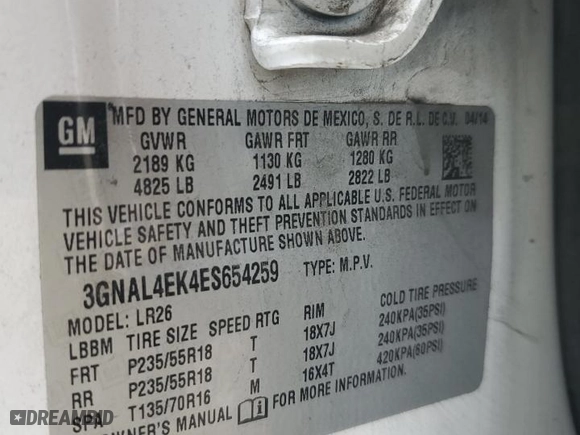 GM
MFD BY GENERAL MOTORS DE MEXICO, S. DE R.L. DE C.V. 04/14
GVWR GAWR FRT GAWR RR
2189 KG 1130 KG 1280 KG
4825 LB 2491 LB 2822 LB
THIS VEHICLE CONFORMS TO ALL APPLICABLE U.S. FEDERAL MOTOR
VEHICLE SAFETY AND THEFT PREVENTION STANDARDS IN EFFECT ON
THE DATE OF MANUFACTURE SHOWN ABOVE.
3GNAL4EK4ES654259 TYPE: M.P.V.
MODEL: LR26
LBBM TIRE SIZE SPEED RTG RIM COLD TIRE PRESSURE
FRT P235/55R18 T 18X7J 240KPA(35PSI)
RR P235/55R18 T 18X7J 240KPA(35PSI)
SPA T135/70R16 M 16X4T 420KPA(60PSI)
OWNER'S MANUAL FOR MORE INFORMATION
DREAMBID